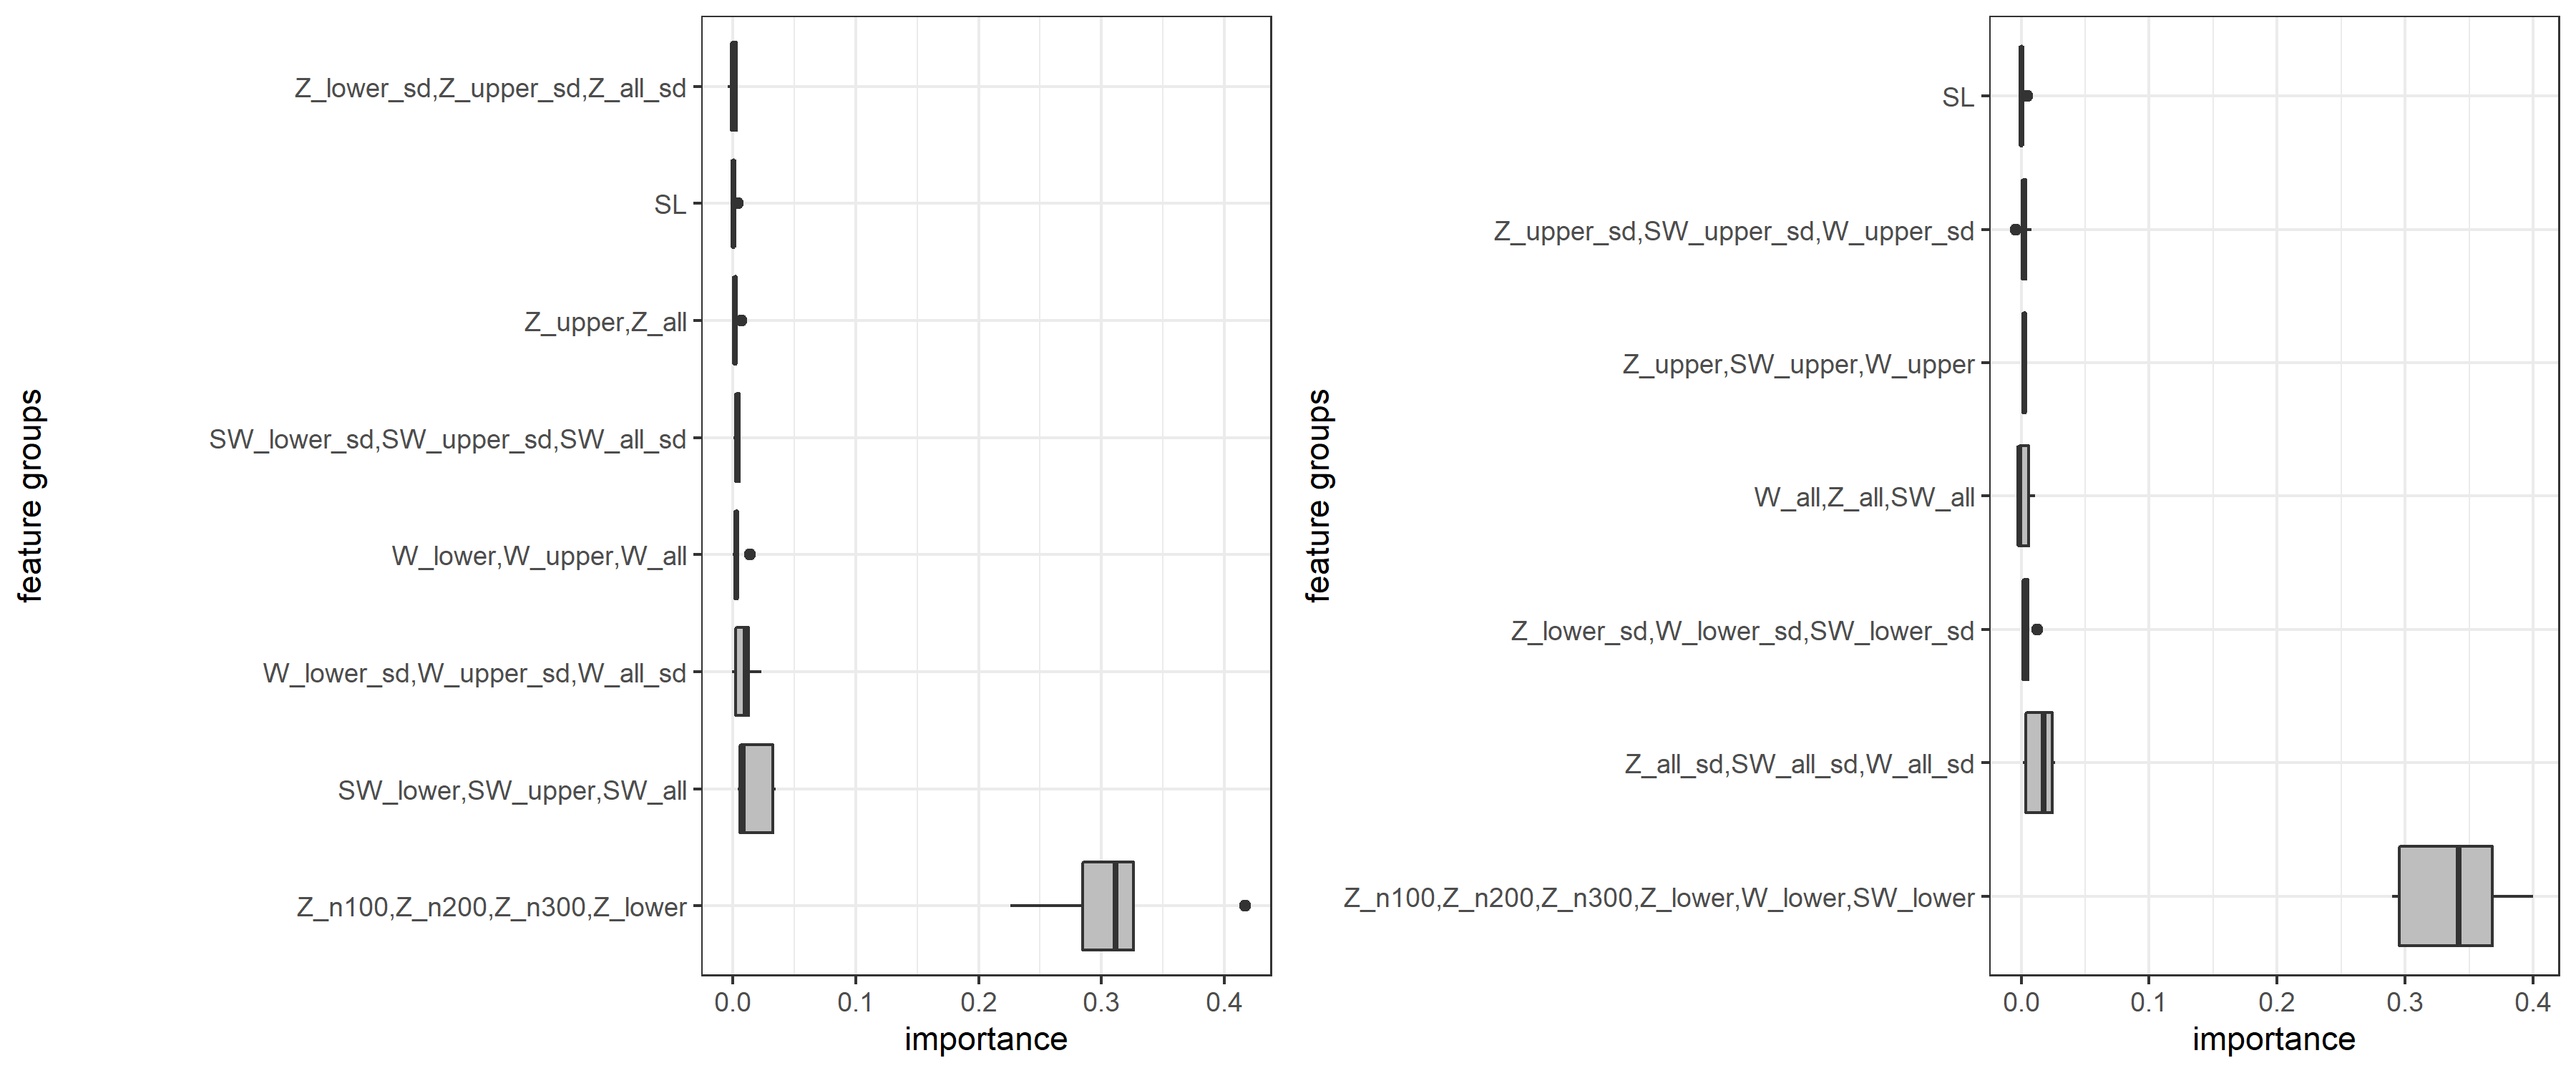 feature groups
Z_lower_sd,Z_upper_sd,Z_all_sd
SL
Z_upper,Z_all
SW_lower_sd,SW_upper_sd,SW_all_sd
W_lower,W_upper,W_all
W_lower_sd,W_upper_sd,W_all_sd
SW_lower,SW_upper,SW_all
Z_n100,Z_n200,Z_n300,Z_lower
0.0 0.1 0.2 0.3 0.4
importance
feature groups
SL
Z_upper_sd,SW_upper_sd,W_upper_sd
Z_upper,SW_upper,W_upper
W_all,Z_all,SW_all
Z_lower_sd,W_lower_sd,SW_lower_sd
Z_all_sd,SW_all_sd,W_all_sd
Z_n100,Z_n200,Z_n300,Z_lower,W_lower,SW_lower
0.0 0.1 0.2 0.3 0.4
importance